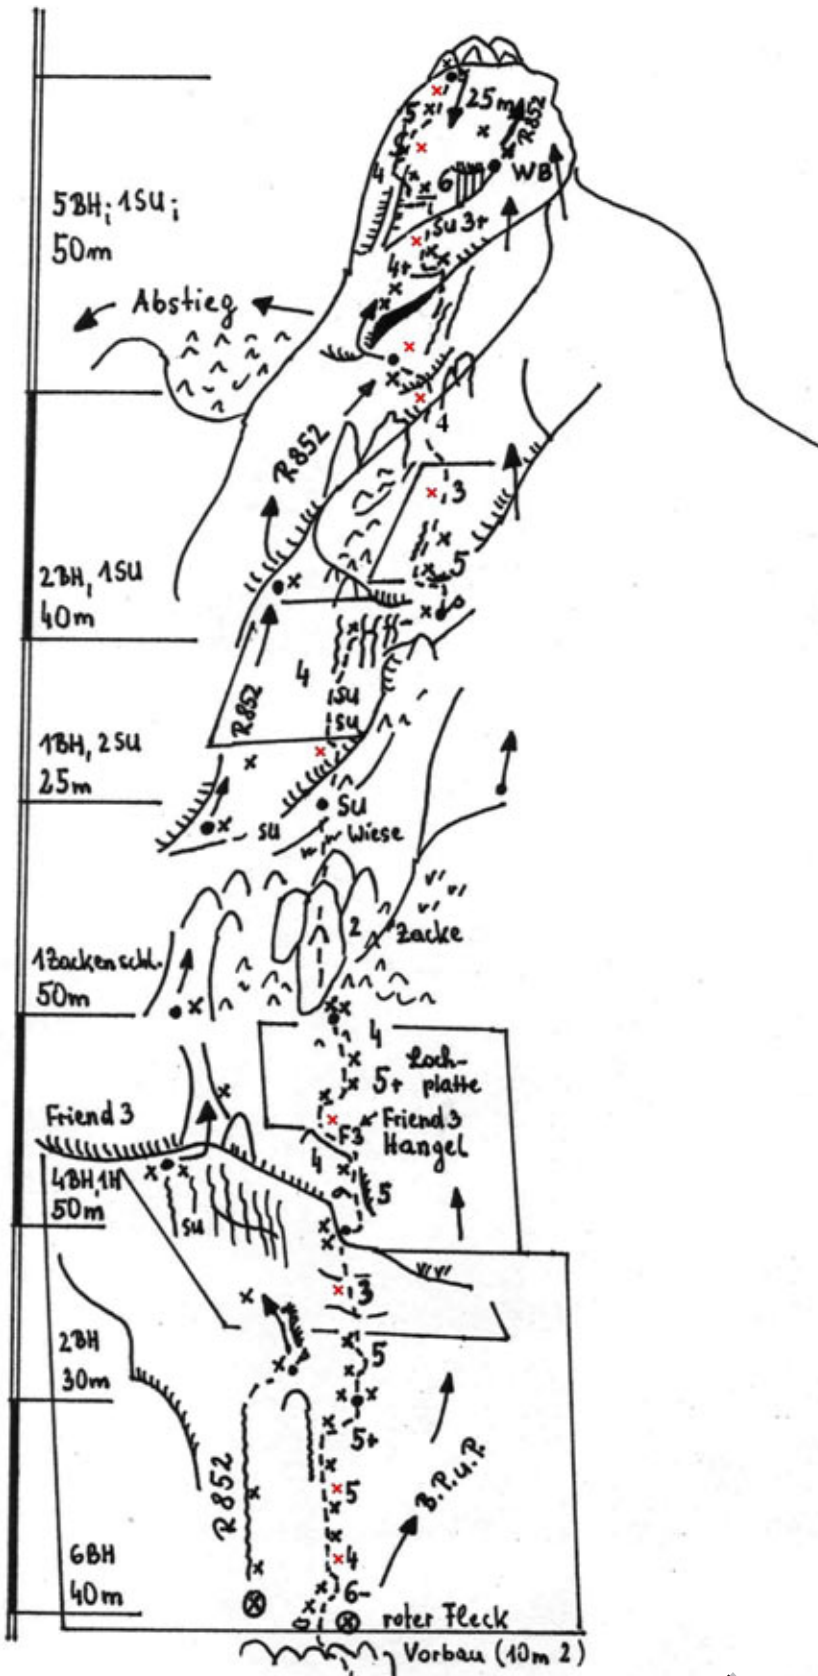 25m
5
R852
4
6
WB
5BH; 1SU;
50m
SU 3+
4+
Abstieg
4
R852
3
5
2BH, 1SU
40m
4
R852
SU
SU
1BH, 2SU
25m
SU
SU
Wiese
2
Zacke
1Zackenschl.
50m
4
Loch-
platte
5+
Friend 3
Friend 3
Hangel
F3
4
4BH, 1H
50m
5
SU
3
2BH
30m
5
5+
R852
B.P.u.P.
5
6BH
40m
4
6-
roter Fleck
Vorbau (10m 2)